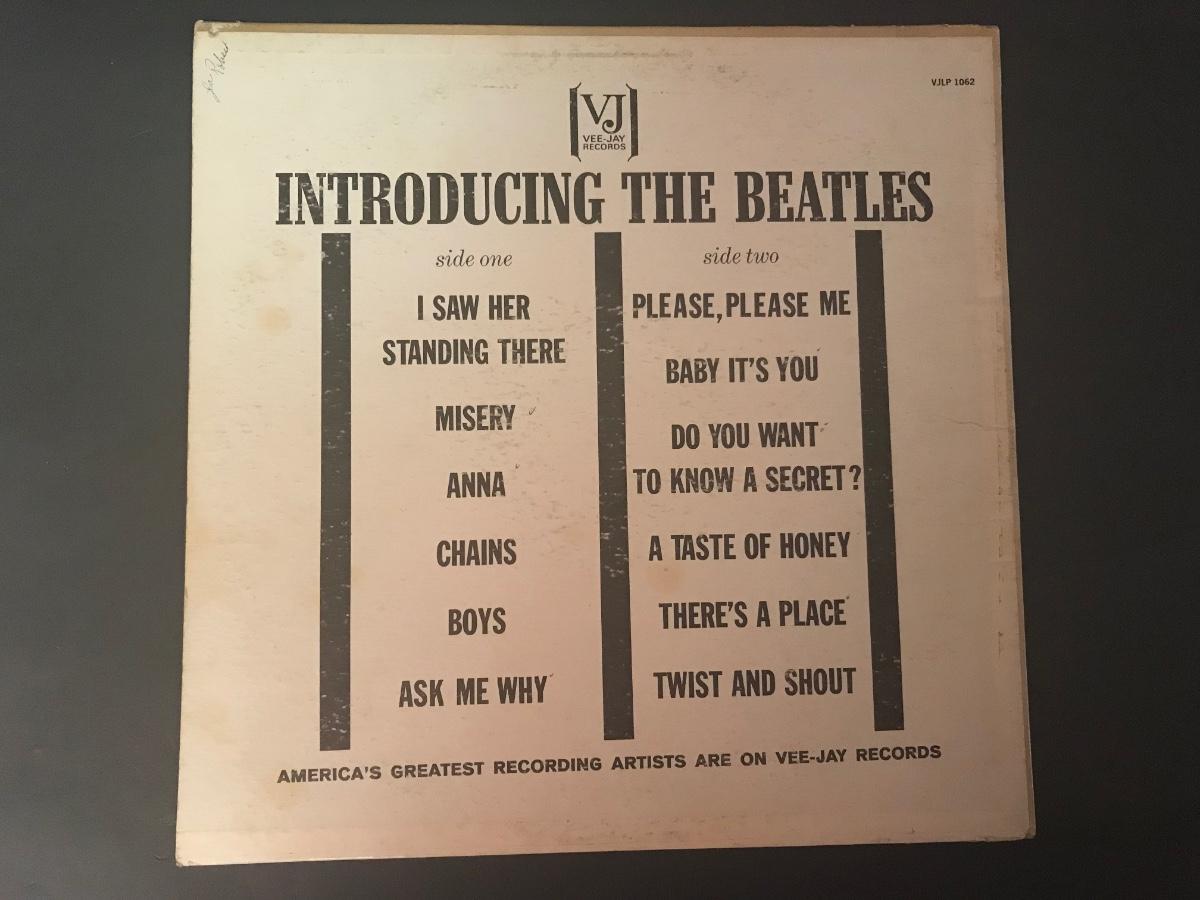 VJLP 1062
VJ
VEE-JAY
RECORDS
INTRODUCING THE BEATLES
side one
I SAW HER
STANDING THERE
MISERY
ANNA
CHAINS
BOYS
ASK ME WHY
side two
PLEASE, PLEASE ME
BABY IT'S YOU
DO YOU WANT
TO KNOW A SECRET?
A TASTE OF HONEY
THERE'S A PLACE
TWIST AND SHOUT
AMERICA'S GREATEST RECORDING ARTISTS ARE ON VEE-JAY RECORDS